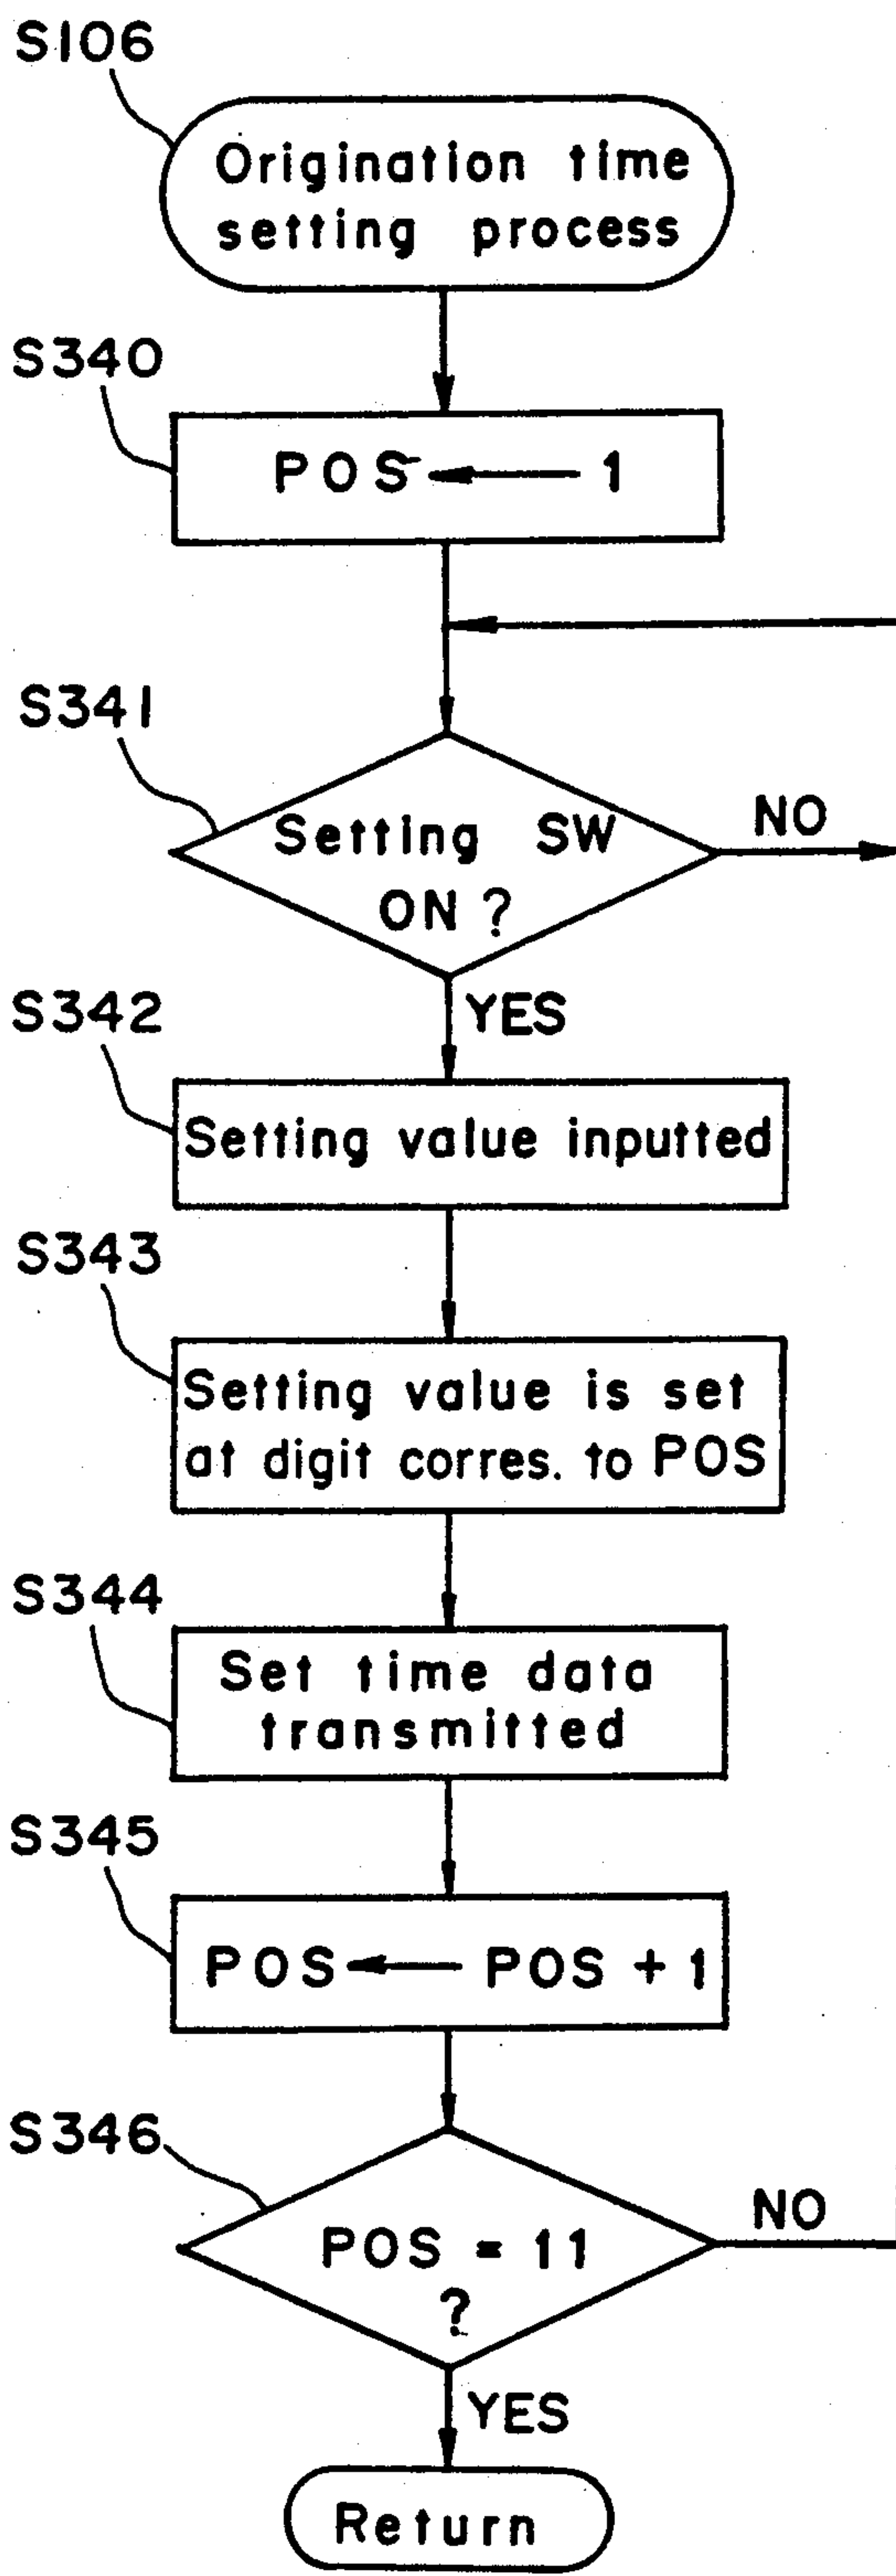 S106
Origination time
setting process
S340
POS ← 1
S341
Setting SW
ON ?
NO
YES
S342
Setting value inputted
S343
Setting value is set
at digit corres. to POS
S344
Set time data
transmitted
S345
POS ← POS + 1
S346
POS = 11
?
NO
YES
Return